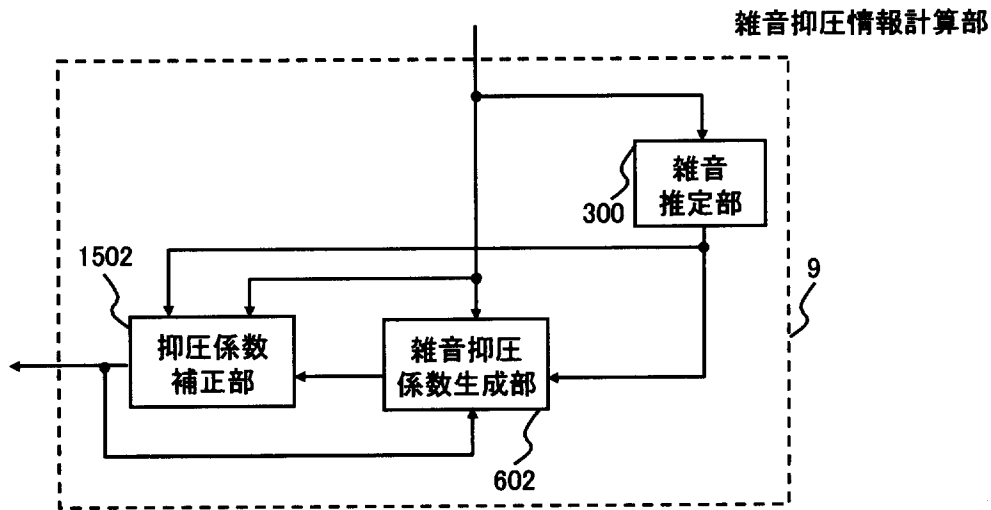 雑音抑圧情報計算部
雑音
推定部
300
1502
9
抑圧係数
補正部
雑音抑圧
係数生成部
602